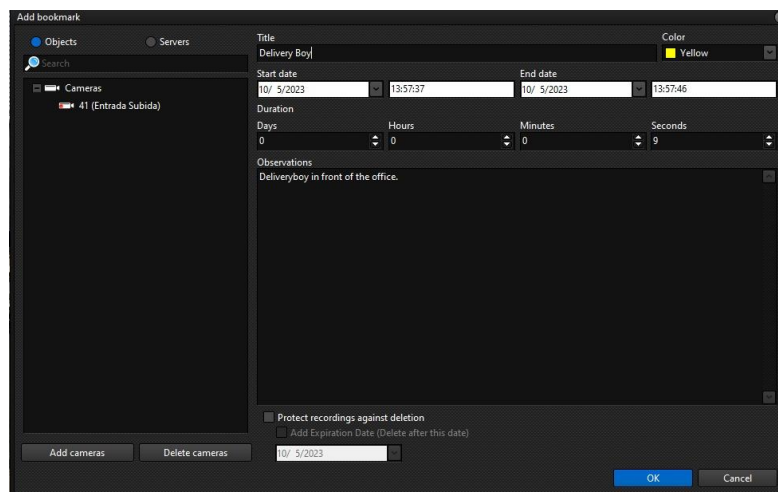 Add bookmark
Objects
Servers
Search
Cameras
41 (Entrada Subida)
Add cameras
Delete cameras
Title
Color
Delivery Boy
Yellow
Start date
End date
10/ 5/2023
13:57:37
10/ 5/2023
13:57:46
Duration
Days
Hours
Minutes
Seconds
0
0
0
9
Observations
Deliveryboy in front of the office.
Protect recordings against deletion
Add Expiration Date (Delete after this date)
10/ 5/2023
OK
Cancel